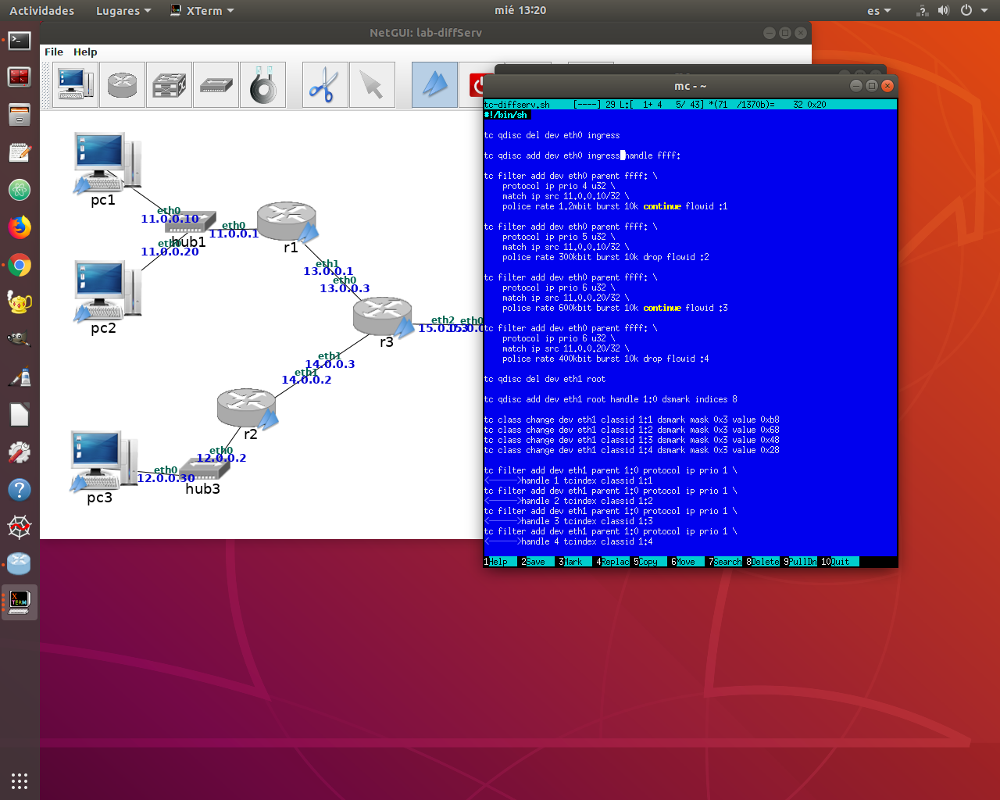 Actividades Lugares XTerm mié 13:20 es
NetGUI: lab-diffServ
File Help
mc - ~
tc-diffserv.sh [----] 29 L:[ 1+ 4 5/ 43] *(71 /1370b)= 32 0x20
#!/bin/sh
tc qdisc del dev eth0 ingress
tc qdisc add dev eth0 ingress handle ffff:
tc filter add dev eth0 parent ffff: \
protocol ip prio 4 u32 \
match ip src 11.0.0.10/32 \
police rate 1.2mbit burst 10k continue flowid :1
tc filter add dev eth0 parent ffff: \
protocol ip prio 5 u32 \
match ip src 11.0.0.10/32 \
police rate 300kbit burst 10k drop flowid :2
tc filter add dev eth0 parent ffff: \
protocol ip prio 6 u32 \
match ip src 11.0.0.20/32 \
police rate 600kbit burst 10k continue flowid :3
tc filter add dev eth0 parent ffff: \
protocol ip prio 6 u32 \
match ip src 11.0.0.20/32 \
police rate 400kbit burst 10k drop flowid :4
tc qdisc del dev eth1 root
tc qdisc add dev eth1 root handle 1:0 dsmark indices 8
tc class change dev eth1 classid 1:1 dsmark mask 0x3 value 0xb8
tc class change dev eth1 classid 1:2 dsmark mask 0x3 value 0x68
tc class change dev eth1 classid 1:3 dsmark mask 0x3 value 0x48
tc class change dev eth1 classid 1:4 dsmark mask 0x3 value 0x28
tc filter add dev eth1 parent 1:0 protocol ip prio 1 \
<------>handle 1 tcindex classid 1:1
tc filter add dev eth1 parent 1:0 protocol ip prio 1 \
<------>handle 2 tcindex classid 1:2
tc filter add dev eth1 parent 1:0 protocol ip prio 1 \
<------>handle 3 tcindex classid 1:3
tc filter add dev eth1 parent 1:0 protocol ip prio 1 \
<------>handle 4 tcindex classid 1:4
1Help 2Save 3Mark 4Replac 5Copy 6Move 7Search 8Delete 9PullDn 10Quit
pc1
eth0
11.0.0.10
hub1
eth0
11.0.0.1
r1
eth0
11.0.0.20
pc2
eth1
13.0.0.1
eth0
13.0.0.3
r3
eth2
15.0.0.3
eth0
eth1
14.0.0.3
eth1
14.0.0.2
r2
eth0
12.0.0.2
eth0
12.0.0.30
pc3
hub3
XTERM